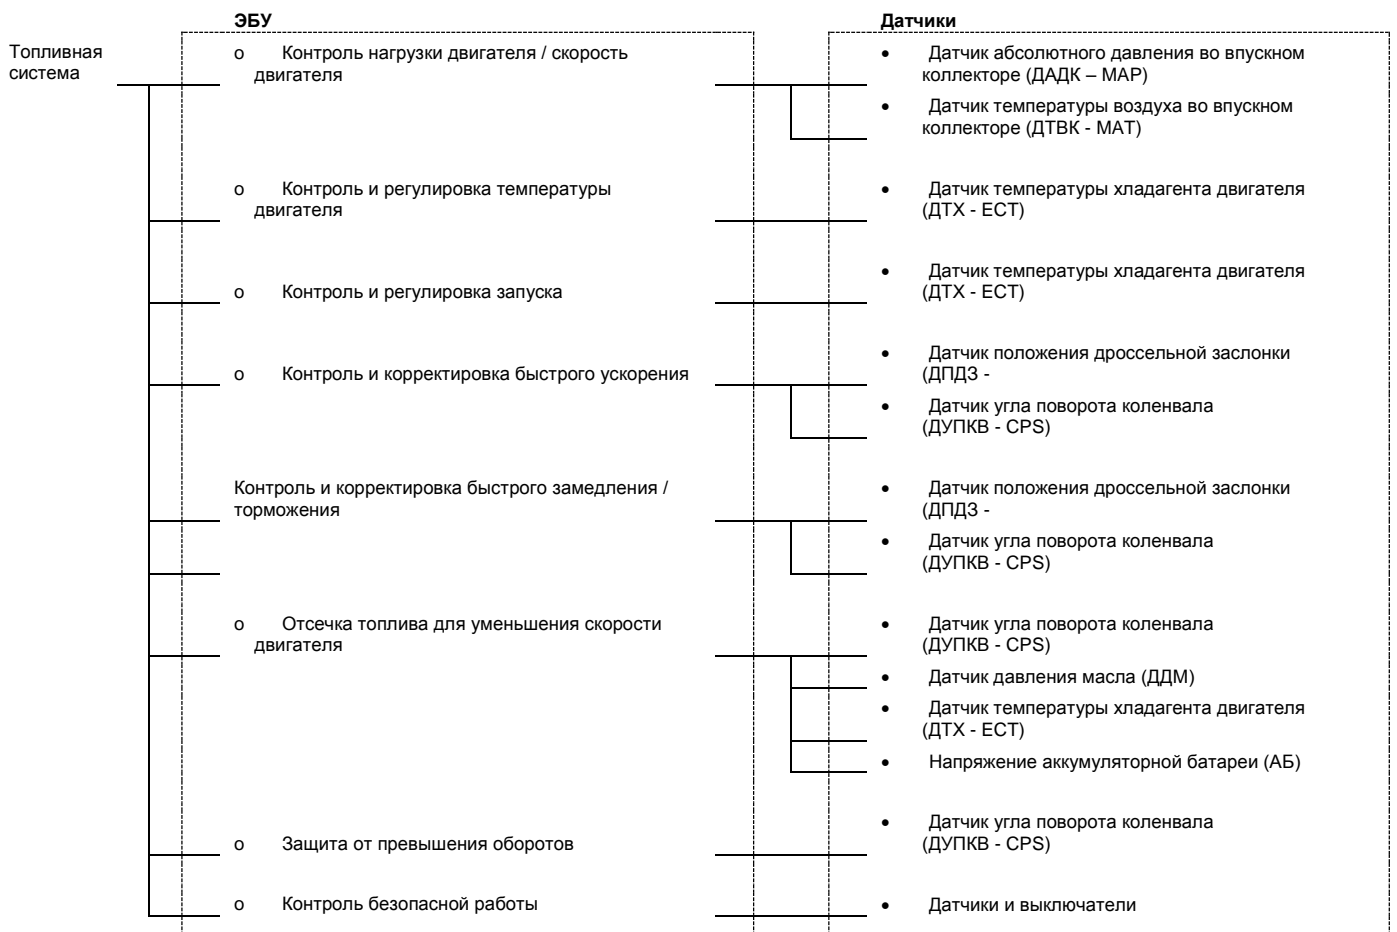 ЭБУ
Датчики
Топливная
система
o Контроль нагрузки двигателя / скорость
двигателя
• Датчик абсолютного давления во впускном
коллекторе (ДАДК – MAP)
• Датчик температуры воздуха во впускном
коллекторе (ДТВК - MAT)
o Контроль и регулировка температуры
двигателя
• Датчик температуры хладагента двигателя
(ДТХ - ECT)
o Контроль и регулировка запуска
• Датчик температуры хладагента двигателя
(ДТХ - ECT)
o Контроль и корректировка быстрого ускорения
• Датчик положения дроссельной заслонки
(ДПДЗ -
• Датчик угла поворота коленвала
(ДУПКВ - CPS)
Контроль и корректировка быстрого замедления /
торможения
• Датчик положения дроссельной заслонки
(ДПДЗ -
• Датчик угла поворота коленвала
(ДУПКВ - CPS)
o Отсечка топлива для уменьшения скорости
двигателя
• Датчик угла поворота коленвала
(ДУПКВ - CPS)
• Датчик давления масла (ДДМ)
• Датчик температуры хладагента двигателя
(ДТХ - ECT)
• Напряжение аккумуляторной батареи (АБ)
o Защита от превышения оборотов
• Датчик угла поворота коленвала
(ДУПКВ - CPS)
o Контроль безопасной работы
• Датчики и выключатели